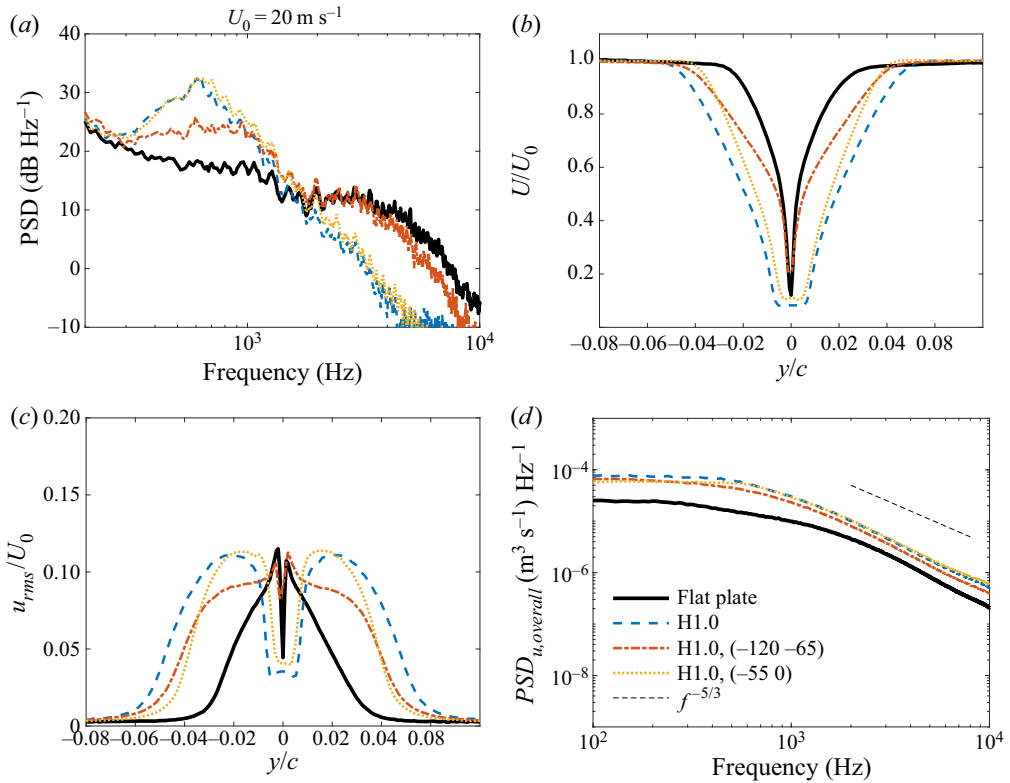 U₀ = 20 m s⁻¹
(a)
40
30
20
10
0
−10
PSD (dB Hz⁻¹)
10³
10⁴
Frequency (Hz)
(b)
1.0
0.8
0.6
0.4
0.2
U/U₀
−0.08 −0.06 −0.04 −0.02 0 0.02 0.04 0.08
y/c
(c)
0.20
0.15
0.10
0.05
0
u_rms/U₀
−0.08 −0.06 −0.04 −0.02 0 0.02 0.04 0.08
y/c
(d)
10⁻⁴
10⁻⁶
10⁻⁸
PSD_u,overall (m³ s⁻¹) Hz⁻¹
Flat plate
H1.0
H1.0, (−120 −65)
H1.0, (−55 0)
f⁻⁵/³
10²
10³
10⁴
Frequency (Hz)